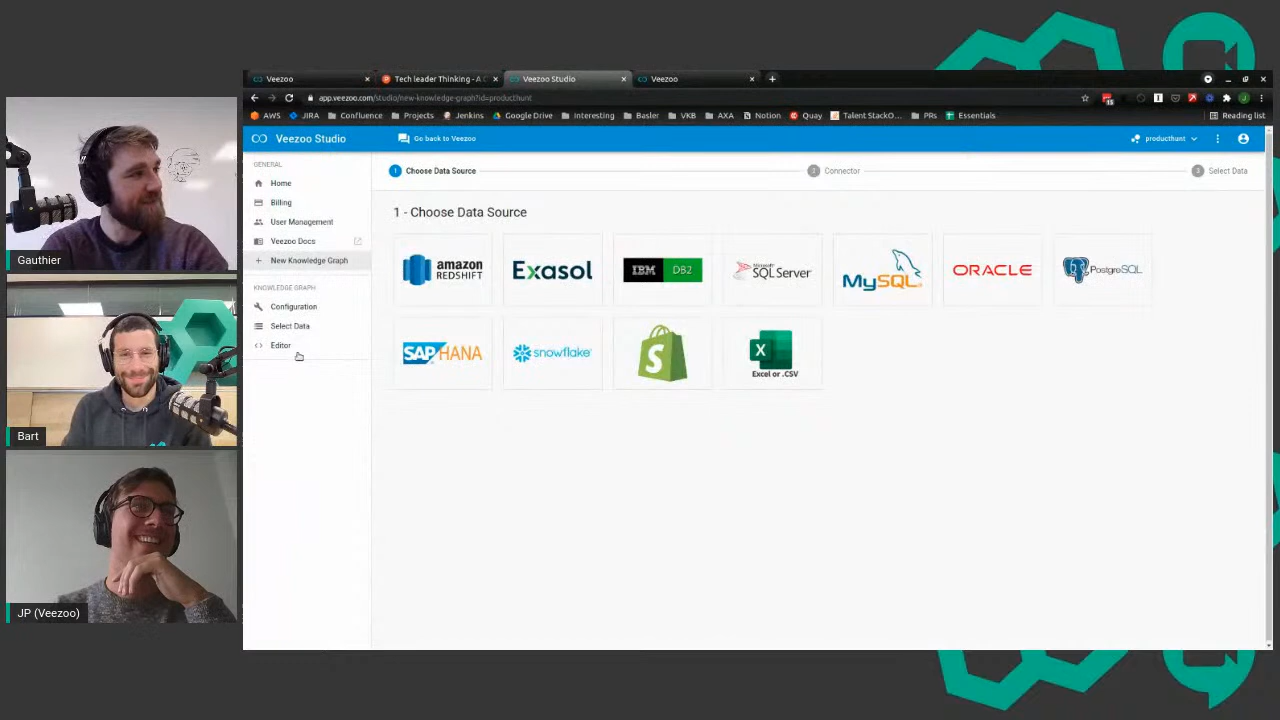 Gauthier
Bart
JP (Veezoo)
Veezoo
Tech leader Thinking - A C
Veezoo Studio
Veezoo
app.veezoo.com/studio/new-knowledge-graph?id=producthunt
AWS
JIRA
Confluence
Projects
Jenkins
Google Drive
Interesting
Basler
VKB
AXA
Notion
Quay
Talent StackO...
PRs
Essentials
Reading list
Veezoo Studio
Go back to Veezoo
producthunt
GENERAL
Home
Billing
User Management
Veezoo Docs
New Knowledge Graph
KNOWLEDGE GRAPH
Configuration
Select Data
Editor
1 Choose Data Source
2 Connector
3 Select Data
1 - Choose Data Source
amazon
REDSHIFT
Exasol
IBM DB2
Microsoft
SQL Server
MySQL
ORACLE
PostgreSQL
SAP HANA
snowflake
S
X
Excel or .CSV